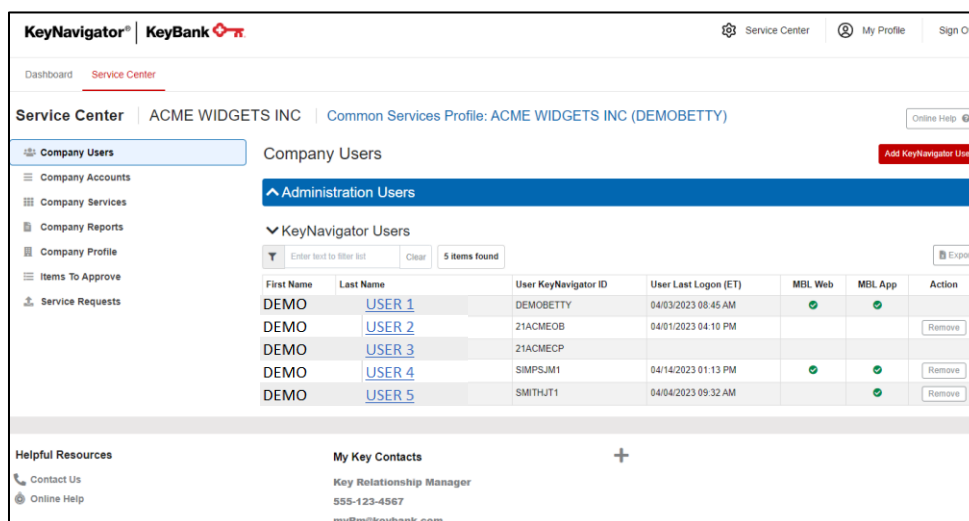 KeyNavigator® KeyBank Service Center My Profile Sign O
Dashboard Service Center
Service Center ACME WIDGETS INC Common Services Profile: ACME WIDGETS INC (DEMOBETTY) Online Help
Company Users
Company Accounts
Company Services
Company Reports
Company Profile
Items To Approve
Service Requests
Company Users Add KeyNavigator Use
Administration Users
KeyNavigator Users
Enter text to filter list Clear 5 items found Expor
First Name Last Name User KeyNavigator ID User Last Logon (ET) MBL Web MBL App Action
DEMO USER 1 DEMOBETTY 04/03/2023 08:45 AM
DEMO USER 2 21ACMEOB 04/01/2023 04:10 PM Remove
DEMO USER 3 21ACMECP
DEMO USER 4 SIMPSJM1 04/14/2023 01:13 PM Remove
DEMO USER 5 SMITHJT1 04/04/2023 09:32 AM Remove
Helpful Resources
Contact Us
Online Help
My Key Contacts
Key Relationship Manager
555-123-4567
myRm@keybank.com